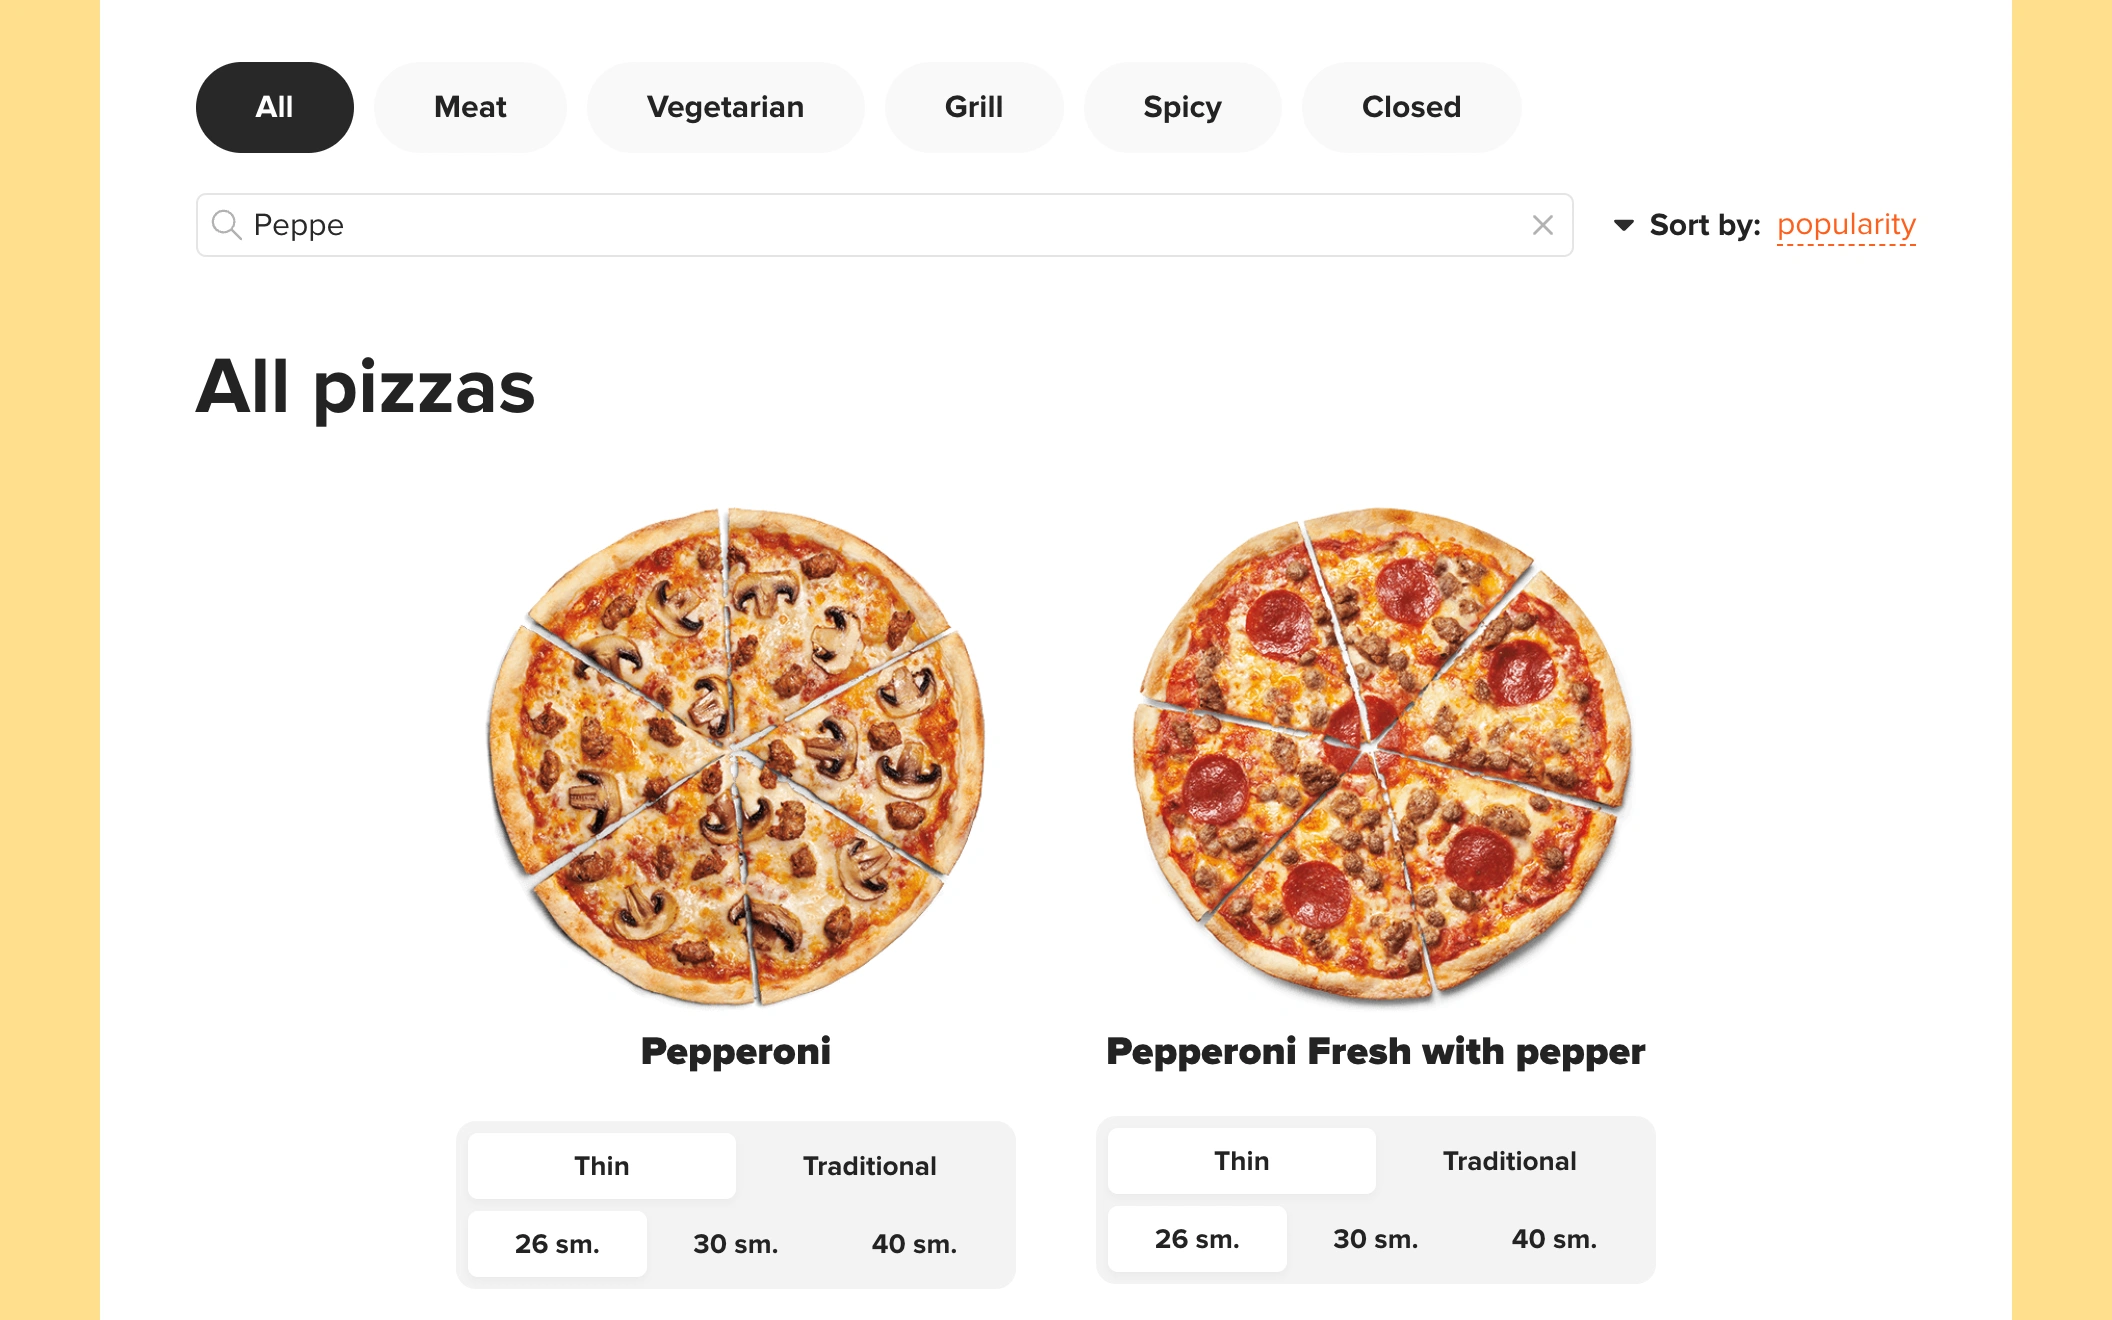 All Meat Vegetarian Grill Spicy Closed
Peppe
Sort by: popularity
All pizzas
Pepperoni
Thin Traditional
26 sm. 30 sm. 40 sm.
Pepperoni Fresh with pepper
Thin Traditional
26 sm. 30 sm. 40 sm.